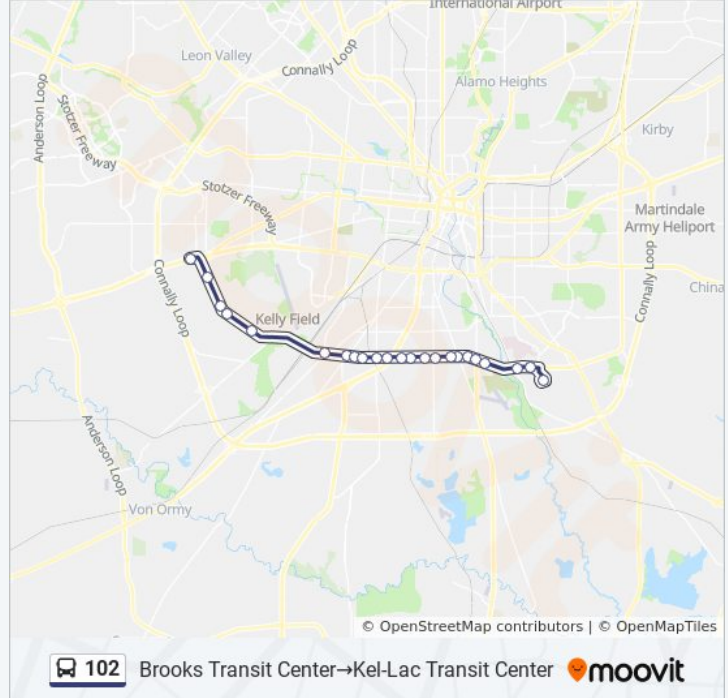 International Airport
Leon Valley
Connally Loop
Alamo Heights
Anderson Loop
Stotzer Freeway
Kirby
Stotzer Freeway
Martindale
Army Heliport
Connally Loop
Connally Loop
China
Kelly Field
Anderson Loop
Von Ormy
© OpenStreetMap contributors | © OpenMapTiles
102 Brooks Transit Center→Kel-Lac Transit Center moovit